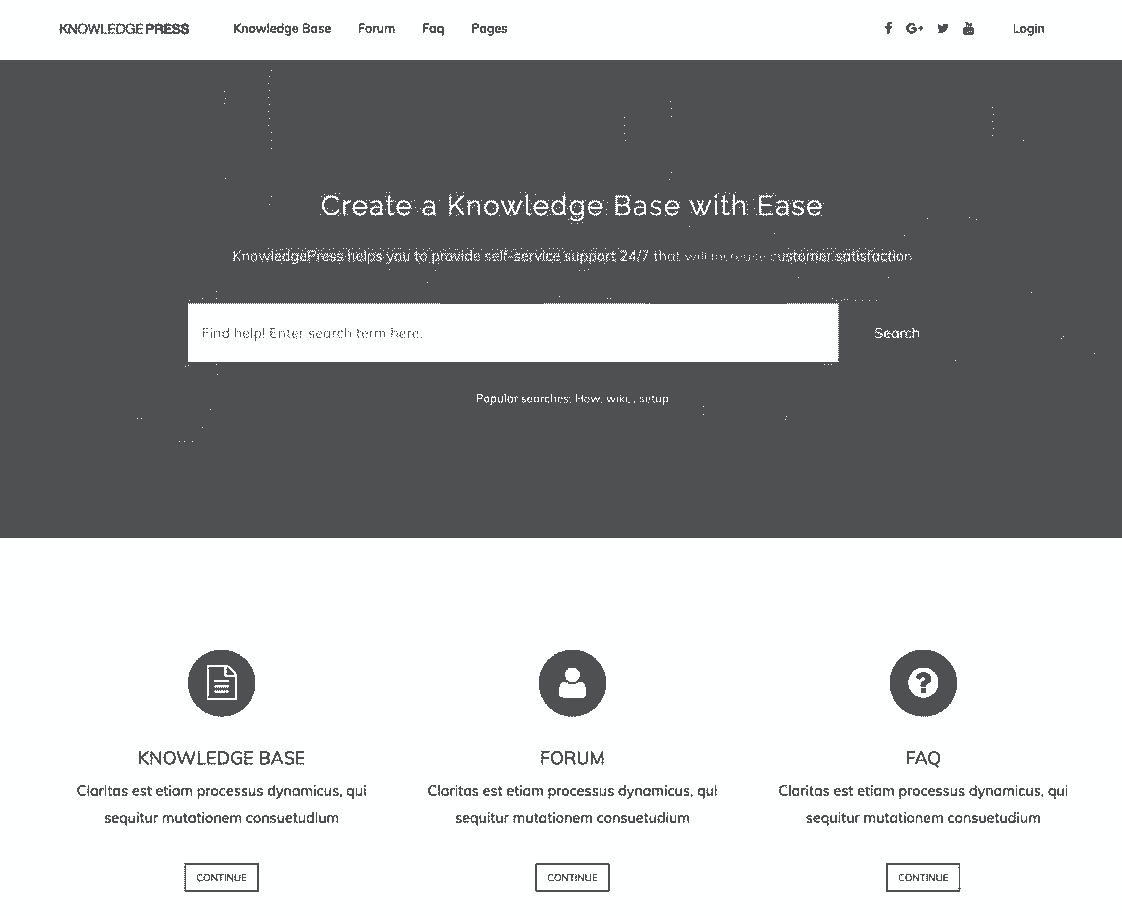 KNOWLEDGEPRESS Knowledge Base Forum Faq Pages Login
Create a Knowledge Base with Ease
KnowledgePress helps you to provide self-service support 24/7 that will increase customer satisfaction
Find help! Enter search term here. Search
Popular searches: How, wiki, , setup
KNOWLEDGE BASE FORUM FAQ
Claritas est etiam processus dynamicus, qui Claritas est etiam processus dynamicus, qui Claritas est etiam processus dynamicus, qui
sequitur mutationem consuetudium sequitur mutationem consuetudium sequitur mutationem consuetudium
CONTINUE CONTINUE CONTINUE